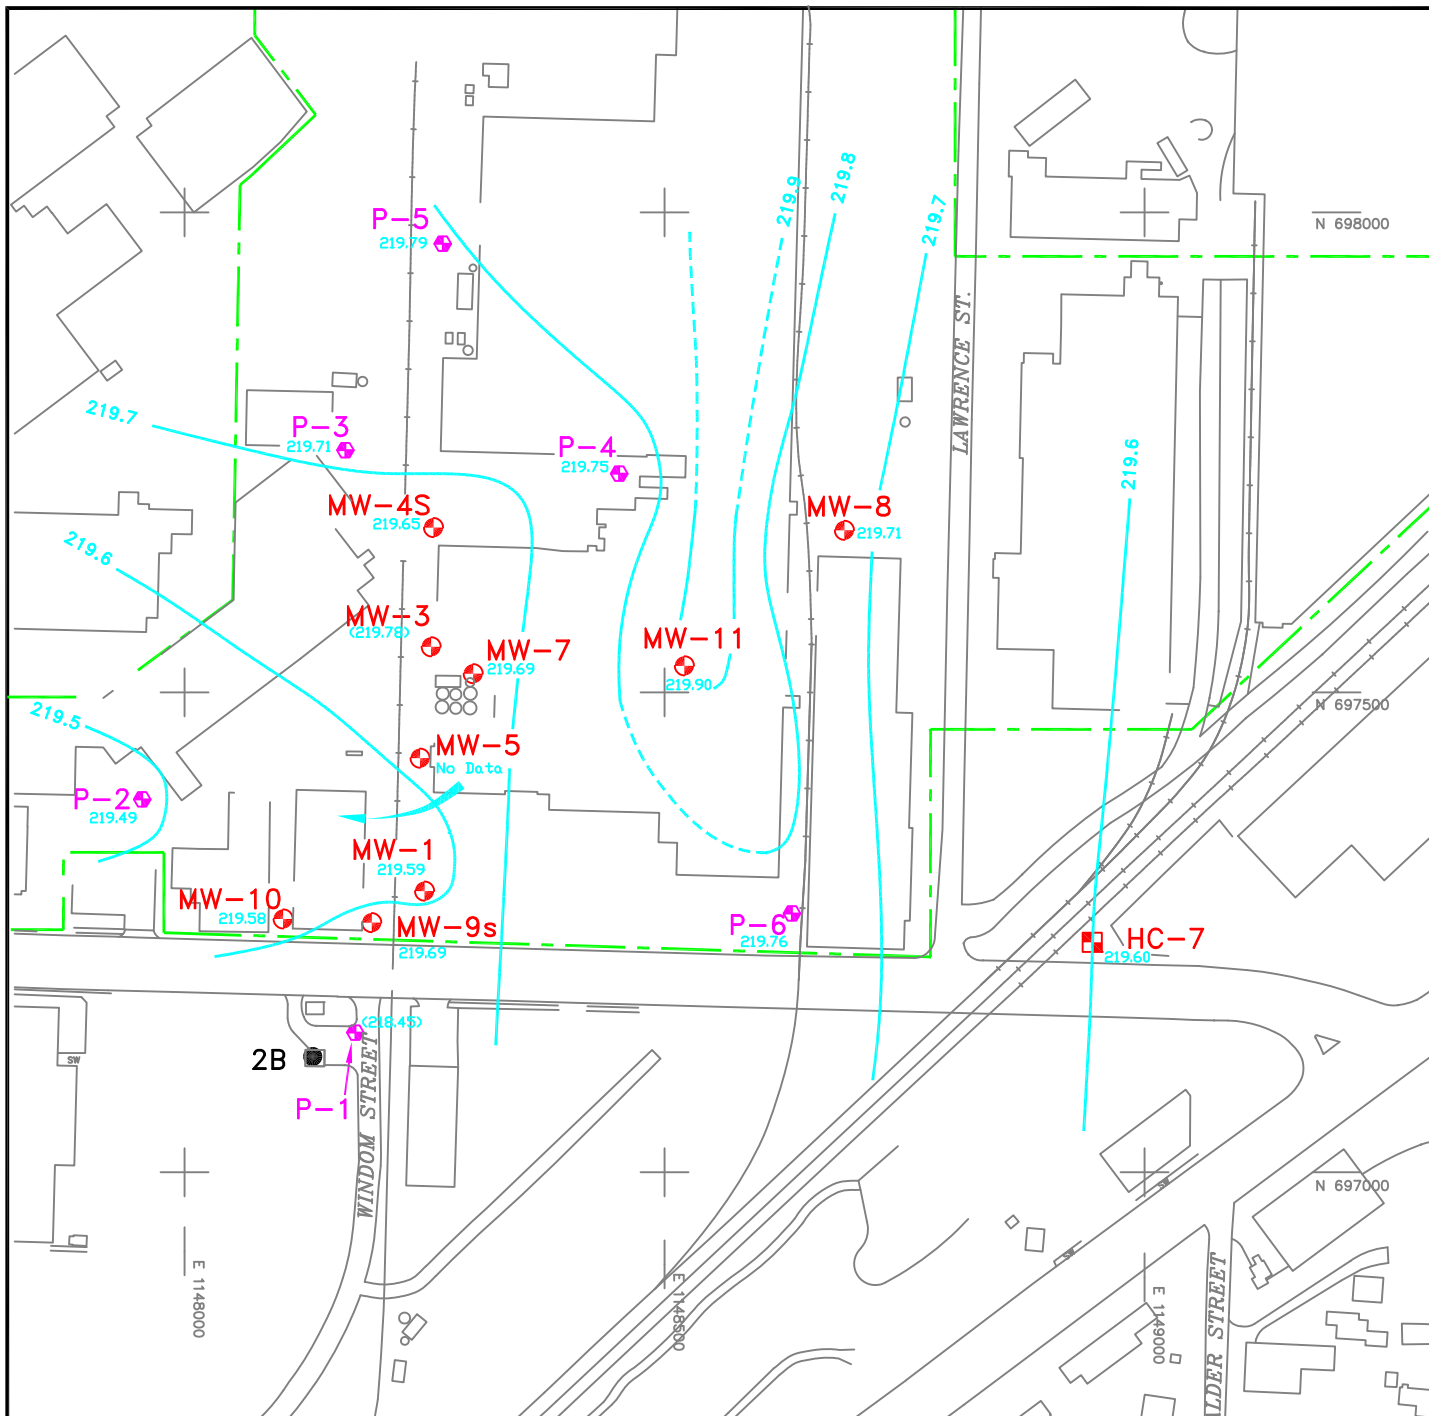 219.9
219.8
219.7
P-5
219.79
N 698000
LAWRENCE ST.
219.7
P-3
219.71
P-4
219.75
219.6
MW-4S
219.65
MW-8
219.71
219.6
MW-3
(219.78)
MW-7
219.69
MW-11
219.90
N 697500
219.5
MW-5
No Data
P-2
219.49
MW-1
219.59
MW-10
219.58
MW-9s
219.69
P-6
219.76
HC-7
219.60
(218.45)
2B
SW
P-1
WINDOM STREET
N 697000
SW
SW
E 1148000
E 1148500
E 1149000
ALDER STREET